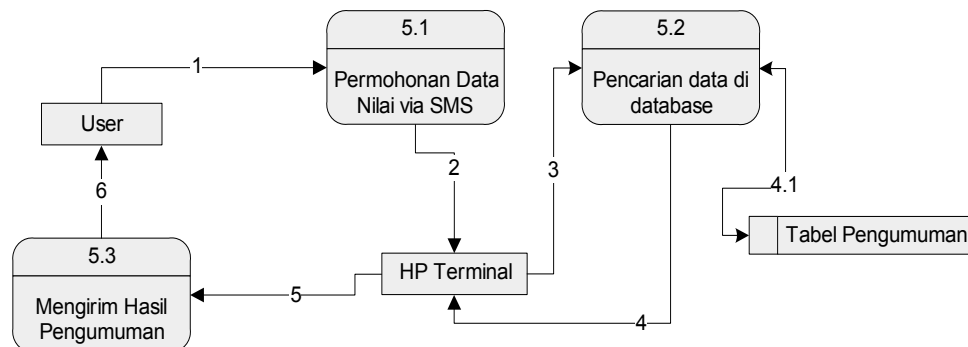 5.1
Permohonan Data
Nilai via SMS
5.2
Pencarian data di
database
1
User
2
3
4.1
6
Tabel Pengumuman
5.3
Mengirim Hasil
Pengumuman
HP Terminal
5
4